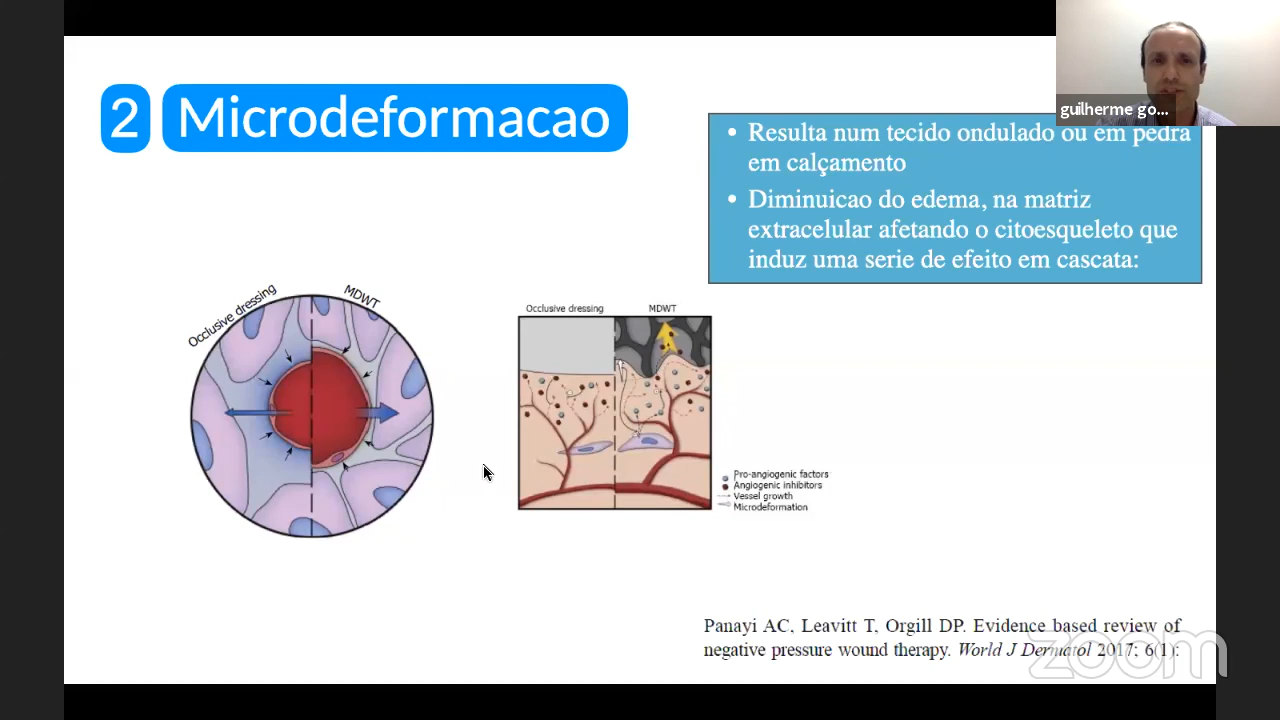 2 Microdeformacao
guilherme go...
• Resulta num tecido ondulado ou em pedra
em calçamento
• Diminuicao do edema, na matriz
extracelular afetando o citoesqueleto que
induz uma serie de efeito em cascata:
Occlusive dressing
MDWT
Occlusive dressing
MDWT
Pro-angiogenic factors
Angiogenic inhibitors
Vessel growth
Microdeformation
Panayi AC, Leavitt T, Orgill DP. Evidence based review of
negative pressure wound therapy. World J Dermatol 2017; 6(1):
zoom